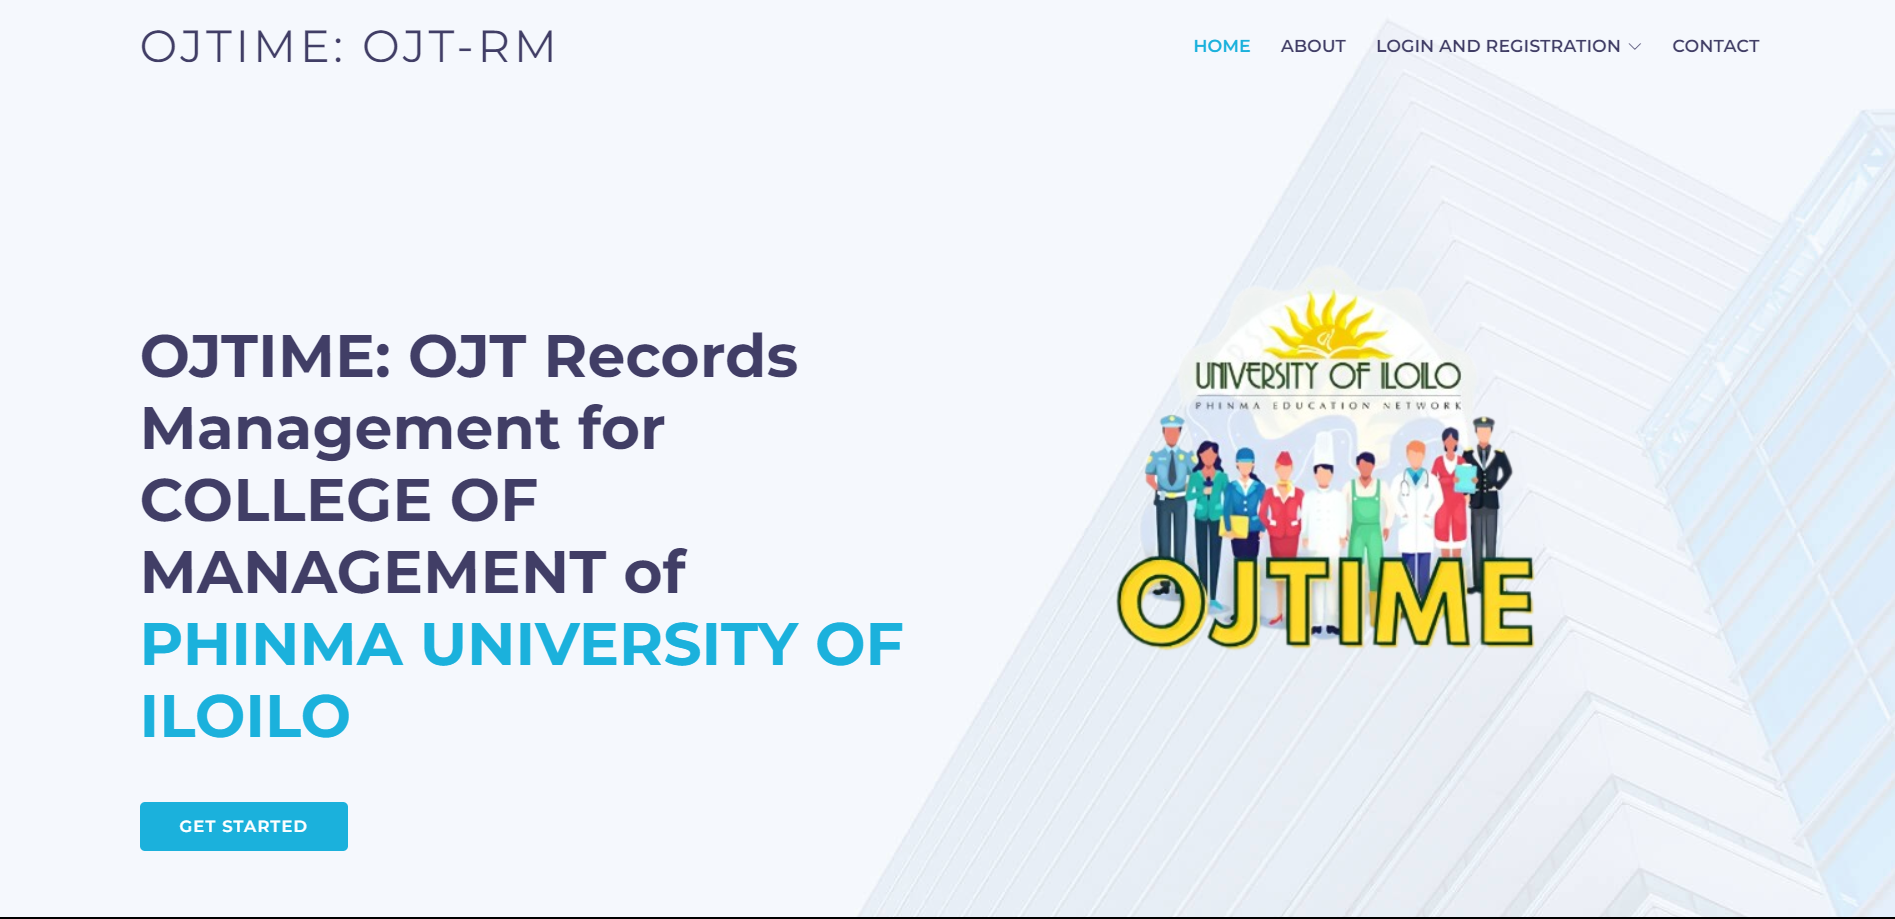 OJTIME: OJT-RM
HOME ABOUT LOGIN AND REGISTRATION CONTACT
OJTIME: OJT Records
Management for
COLLEGE OF
MANAGEMENT of
PHINMA UNIVERSITY OF
ILOILO
GET STARTED
UNIVERSITY OF ILOILO
PHINMA EDUCATION NETWORK
OJTIME